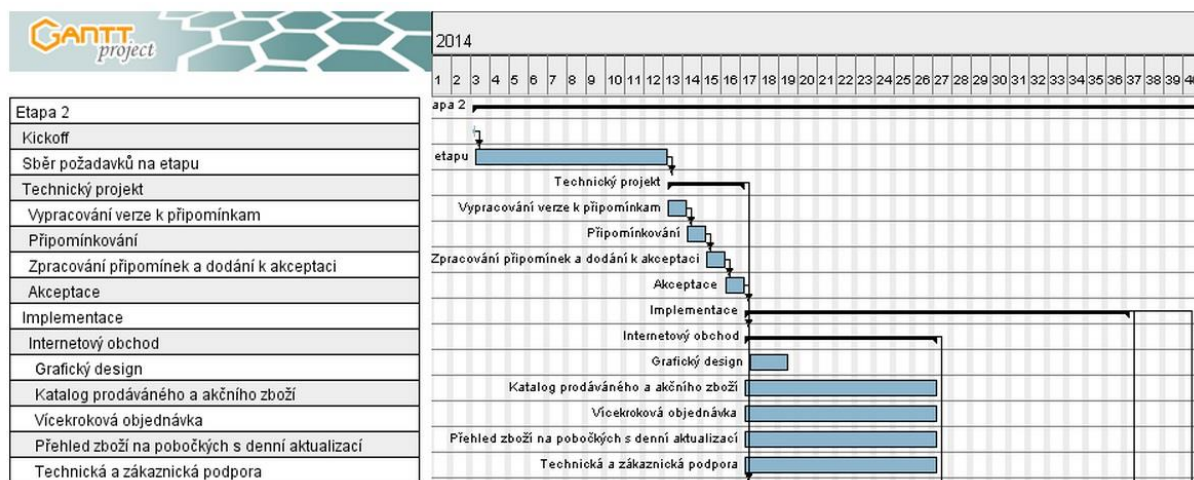 GANTT
project
2014
1 2 3 4 5 6 7 8 9 10 11 12 13 14 15 16 17 18 19 20 21 22 23 24 25 26 27 28 29 30 31 32 33 34 35 36 37 38 39 4
Etapa 2
apa 2
Kickoff
Sběr požadavků na etapu
etapu
Technický projekt
Technický projekt
Vypracování verze k připomínkam
Vypracování verze k připomínkam
Připomínkování
Připomínkování
Zpracování připomínek a dodání k akceptaci
Zpracování připomínek a dodání k akceptaci
Akceptace
Akceptace
Implementace
Implementace
Internetový obchod
Internetový obchod
Grafický design
Grafický design
Katalog prodáváného a akčního zboží
Katalog prodáváného a akčního zboží
Vícekroková objednávka
Vícekroková objednávka
Přehled zboží na pobočkých s denní aktualizací
Přehled zboží na pobočkých s denní aktualizací
Technická a zákaznická podpora
Technická a zákaznická podpora